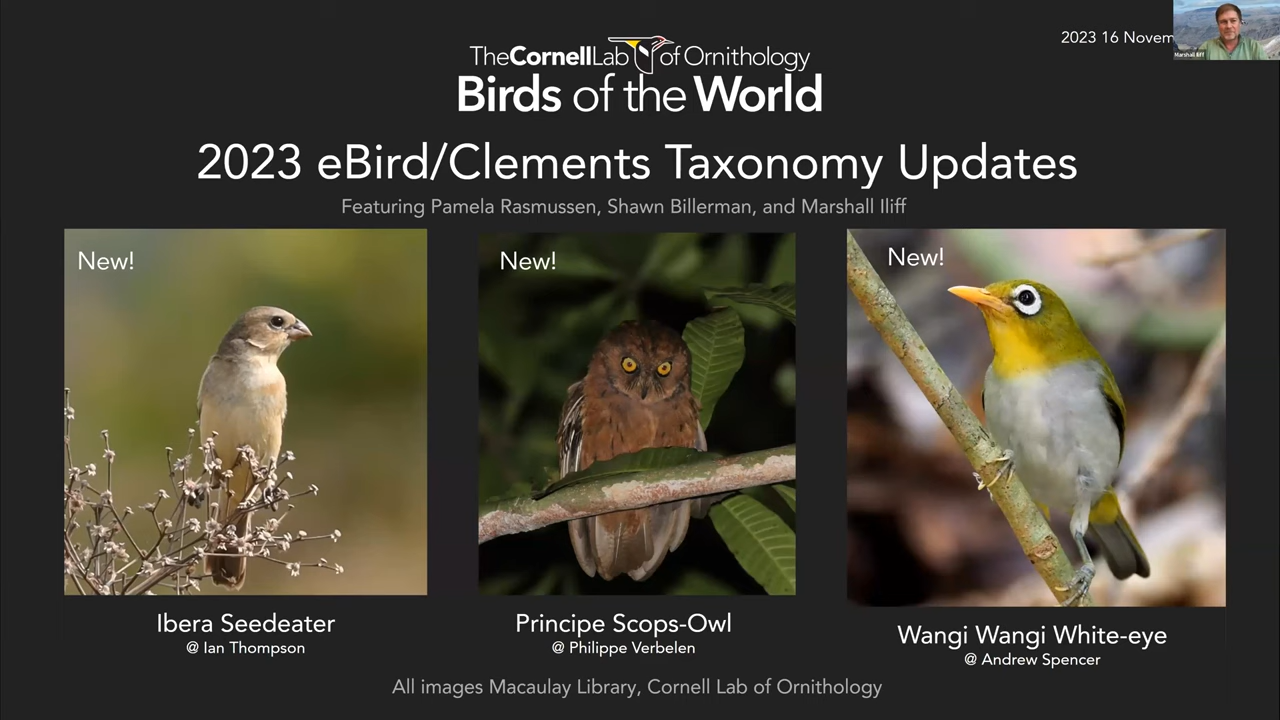 2023 16 Novem
Marshall Iliff
TheCornellLab of Ornithology
Birds of the World
2023 eBird/Clements Taxonomy Updates
Featuring Pamela Rasmussen, Shawn Billerman, and Marshall Iliff
New!
New!
New!
Ibera Seedeater
@ Ian Thompson
Principe Scops-Owl
@ Philippe Verbelen
Wangi Wangi White-eye
@ Andrew Spencer
All images Macaulay Library, Cornell Lab of Ornithology